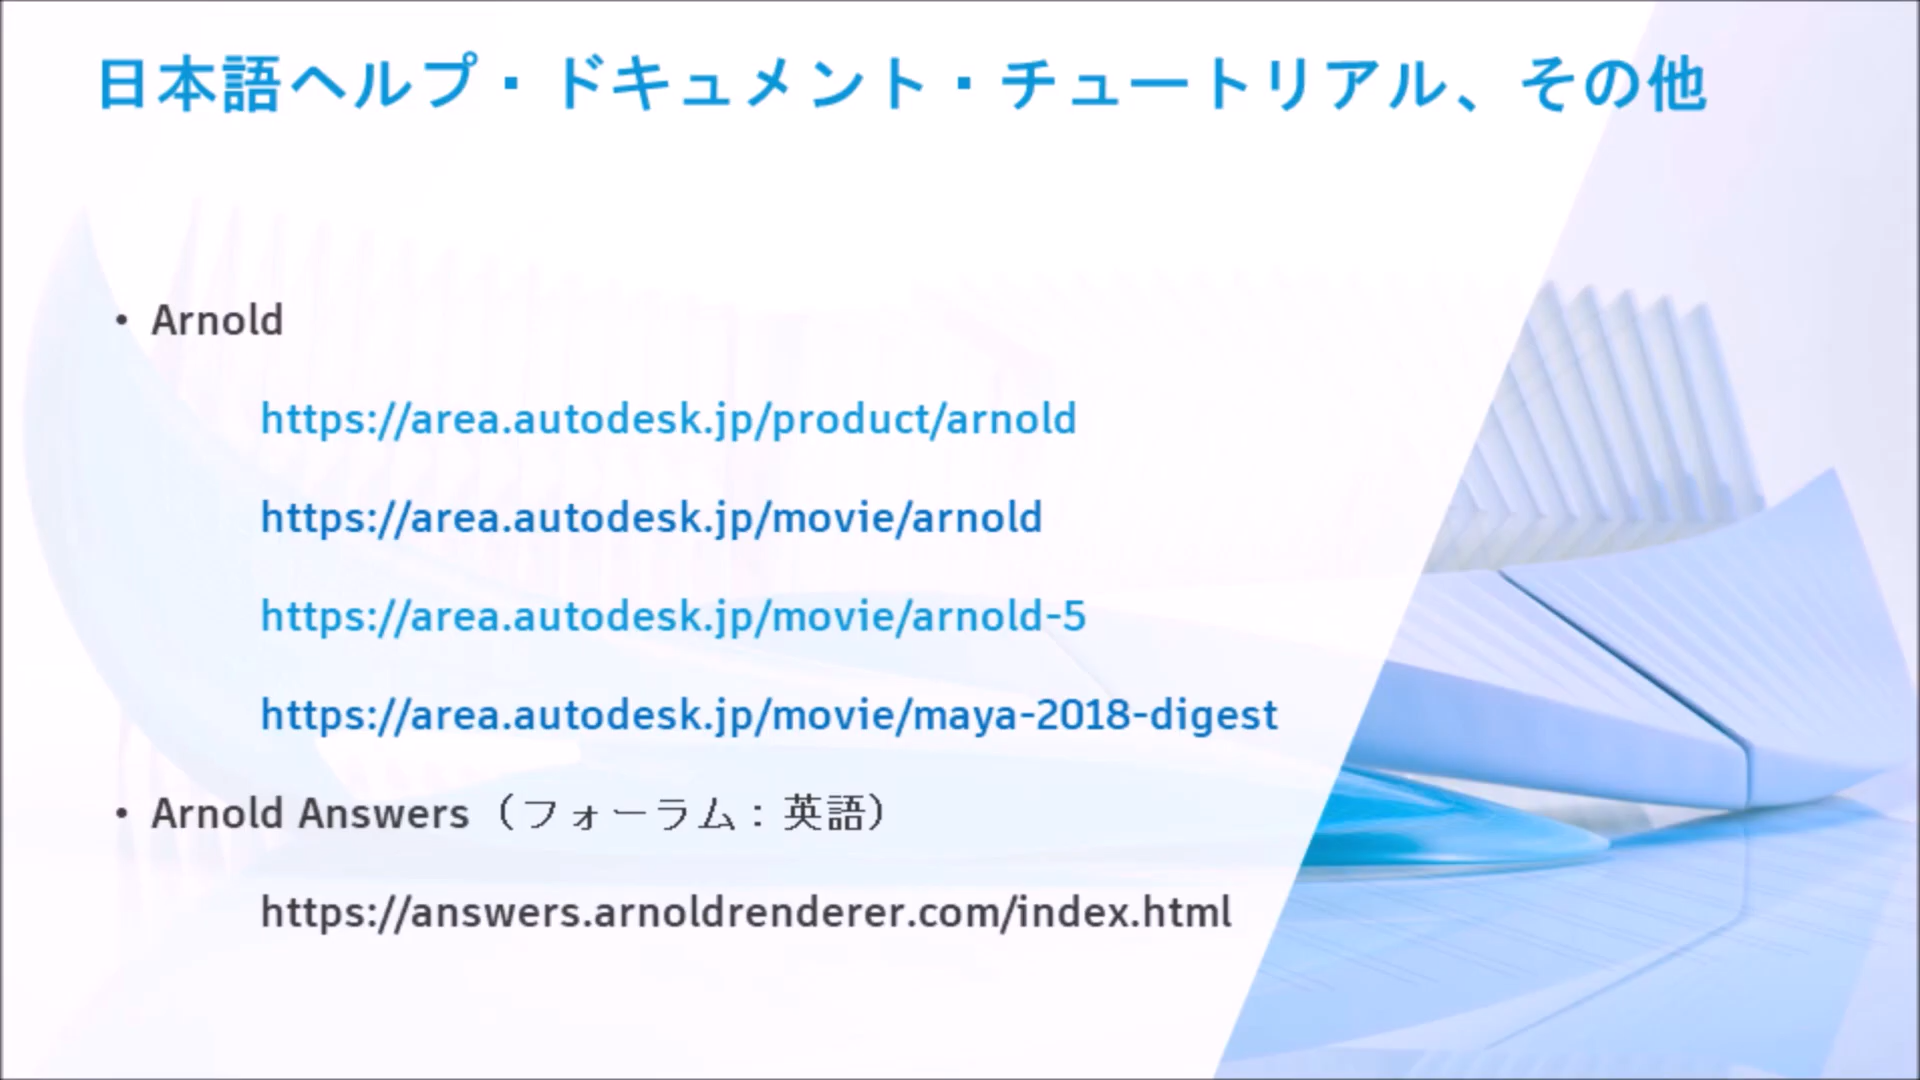 日本語ヘルプ・ドキュメント・チュートリアル、その他
• Arnold
https://area.autodesk.jp/product/arnold
https://area.autodesk.jp/movie/arnold
https://area.autodesk.jp/movie/arnold-5
https://area.autodesk.jp/movie/maya-2018-digest
• Arnold Answers（フォーラム：英語）
https://answers.arnoldrenderer.com/index.html